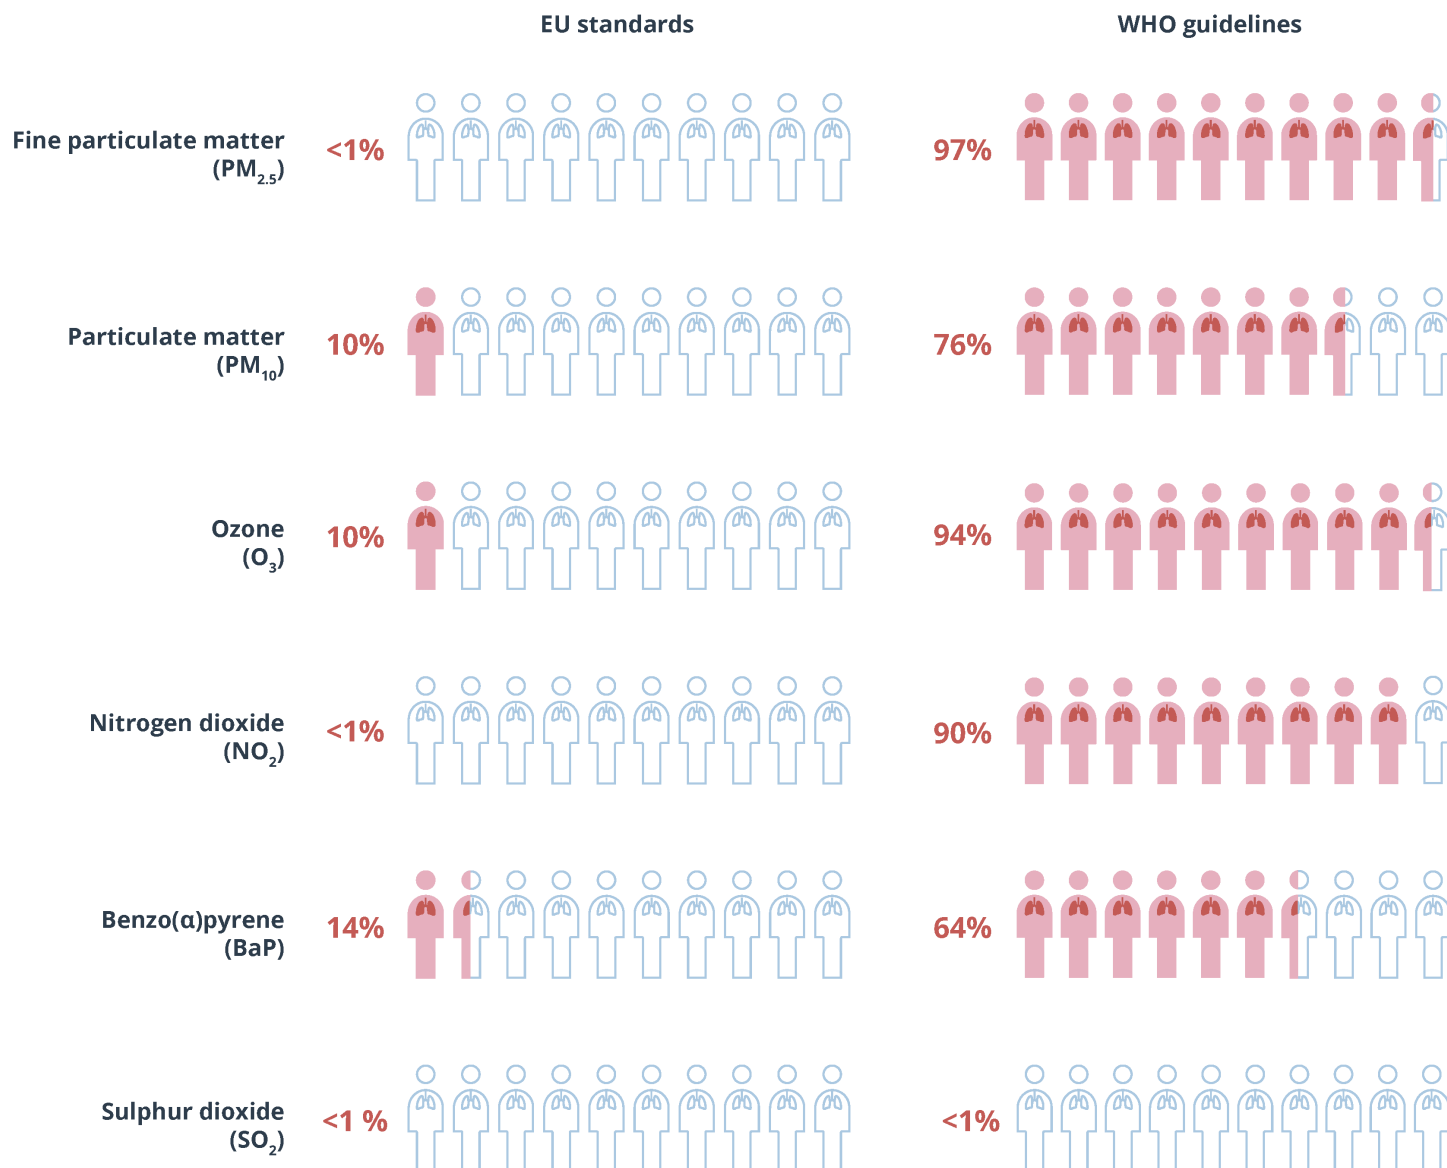 EU standards
WHO guidelines
Fine particulate matter
(PM2.5)
<1%
97%
Particulate matter
(PM10)
10%
76%
Ozone
(O3)
10%
94%
Nitrogen dioxide
(NO2)
<1%
90%
Benzo(α)pyrene
(BaP)
14%
64%
Sulphur dioxide
(SO2)
<1 %
<1%